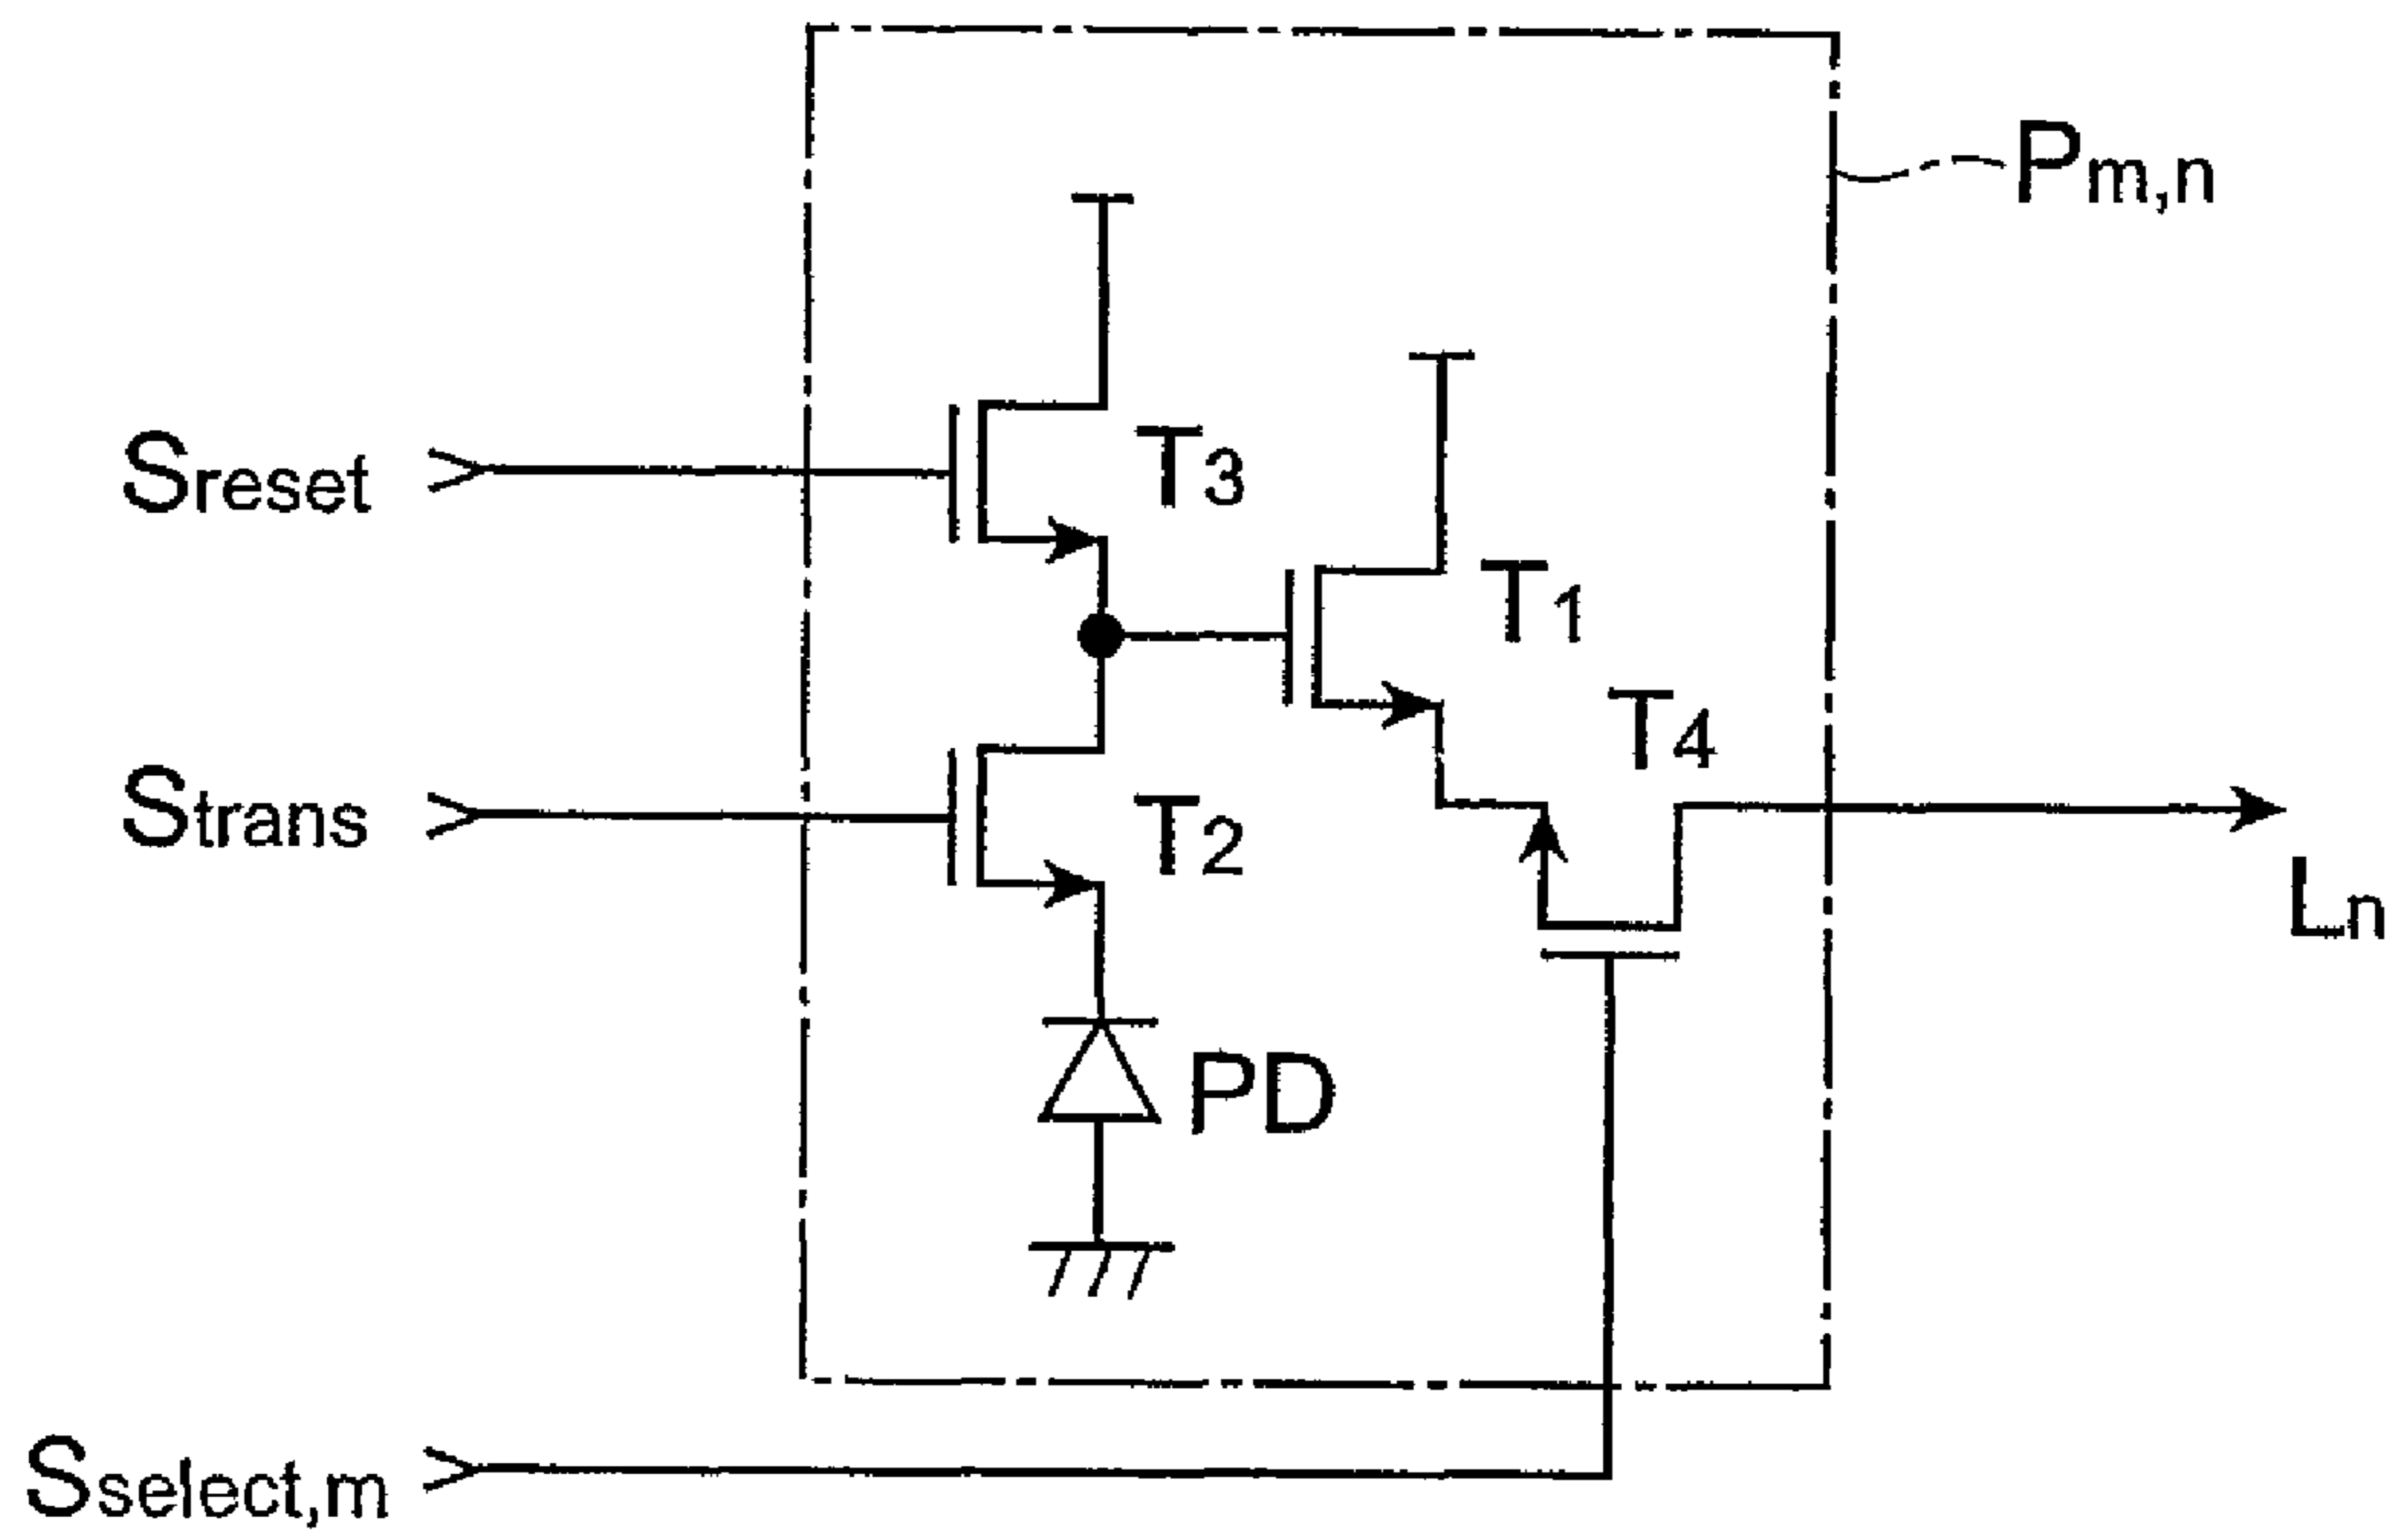 Pm,n
Sreset
T3
T1
T4
Strans
T2
Ln
PD
Sselect,m